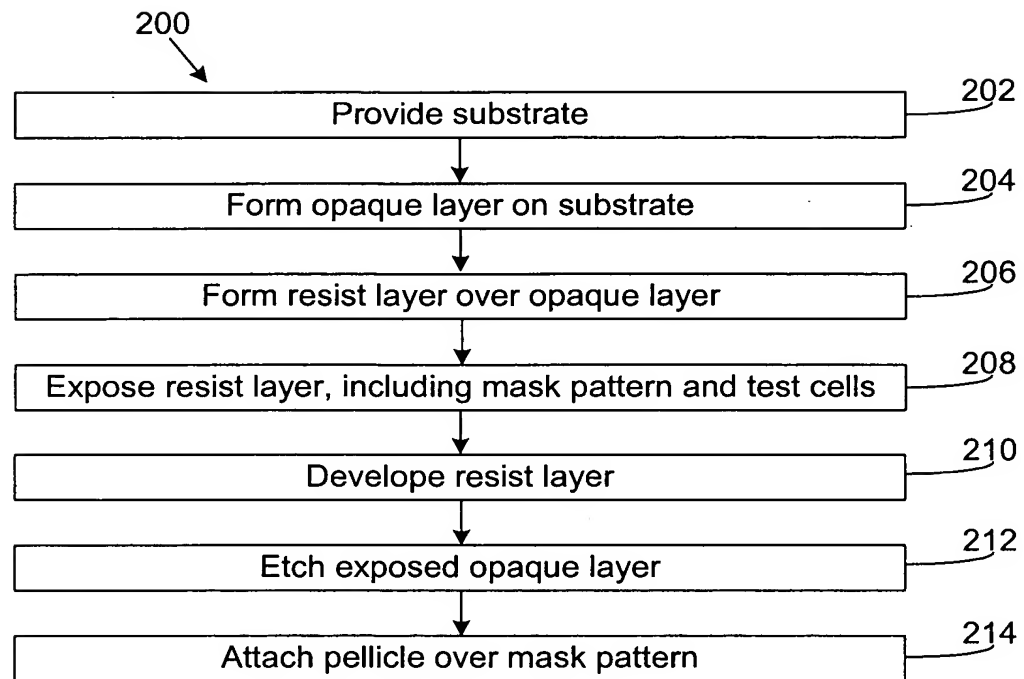 200
Provide substrate 202
Form opaque layer on substrate 204
Form resist layer over opaque layer 206
Expose resist layer, including mask pattern and test cells 208
Develope resist layer 210
Etch exposed opaque layer 212
Attach pellicle over mask pattern 214